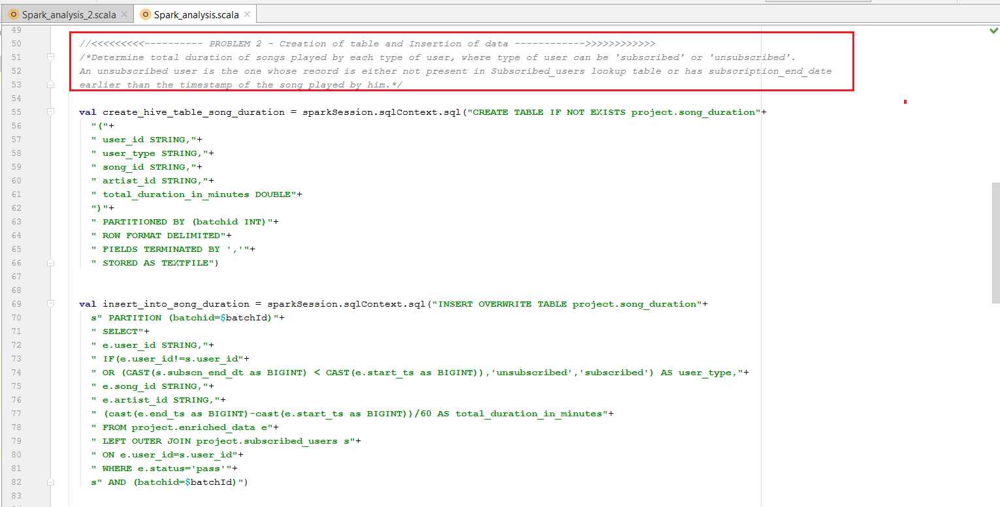 Spark_analysis_2.scala × Spark_analysis.scala ×
49
50 //<<<<<<<<<---------- PROBLEM 2 - Creation of table and Insertion of data ------------>>>>>>>>>>>>
51 /*Determine total duration of songs played by each type of user, where type of user can be 'subscribed' or 'unsubscribed'.
52 An unsubscribed user is the one whose record is either not present in Subscribed_users lookup table or has subscription_end_date
53 earlier than the timestamp of the song played by him.*/
54
55 val create_hive_table_song_duration = sparkSession.sqlContext.sql("CREATE TABLE IF NOT EXISTS project.song_duration"+
56 "("+
57 " user_id STRING,"+
58 " user_type STRING,"+
59 " song_id STRING,"+
60 " artist_id STRING,"+
61 " total_duration_in_minutes DOUBLE"+
62 ")"+
63 " PARTITIONED BY (batchid INT)"+
64 " ROW FORMAT DELIMITED"+
65 " FIELDS TERMINATED BY ','"+
66 " STORED AS TEXTFILE")
67
68
69 val insert_into_song_duration = sparkSession.sqlContext.sql("INSERT OVERWRITE TABLE project.song_duration"+
70 s" PARTITION (batchid=$batchId)"+
71 " SELECT"+
72 " e.user_id STRING,"+
73 " IF(e.user_id!=s.user_id"+
74 " OR (CAST(s.subscn_end_dt as BIGINT) < CAST(e.start_ts as BIGINT)),'unsubscribed','subscribed') AS user_type,"+
75 " e.song_id STRING,"+
76 " e.artist_id STRING,"+
77 " (cast(e.end_ts as BIGINT)-cast(e.start_ts as BIGINT))/60 AS total_duration_in_minutes"+
78 " FROM project.enriched_data e"+
79 " LEFT OUTER JOIN project.subscribed_users s"+
80 " ON e.user_id=s.user_id"+
81 " WHERE e.status='pass'"+
82 s" AND (batchid=$batchId)")
83